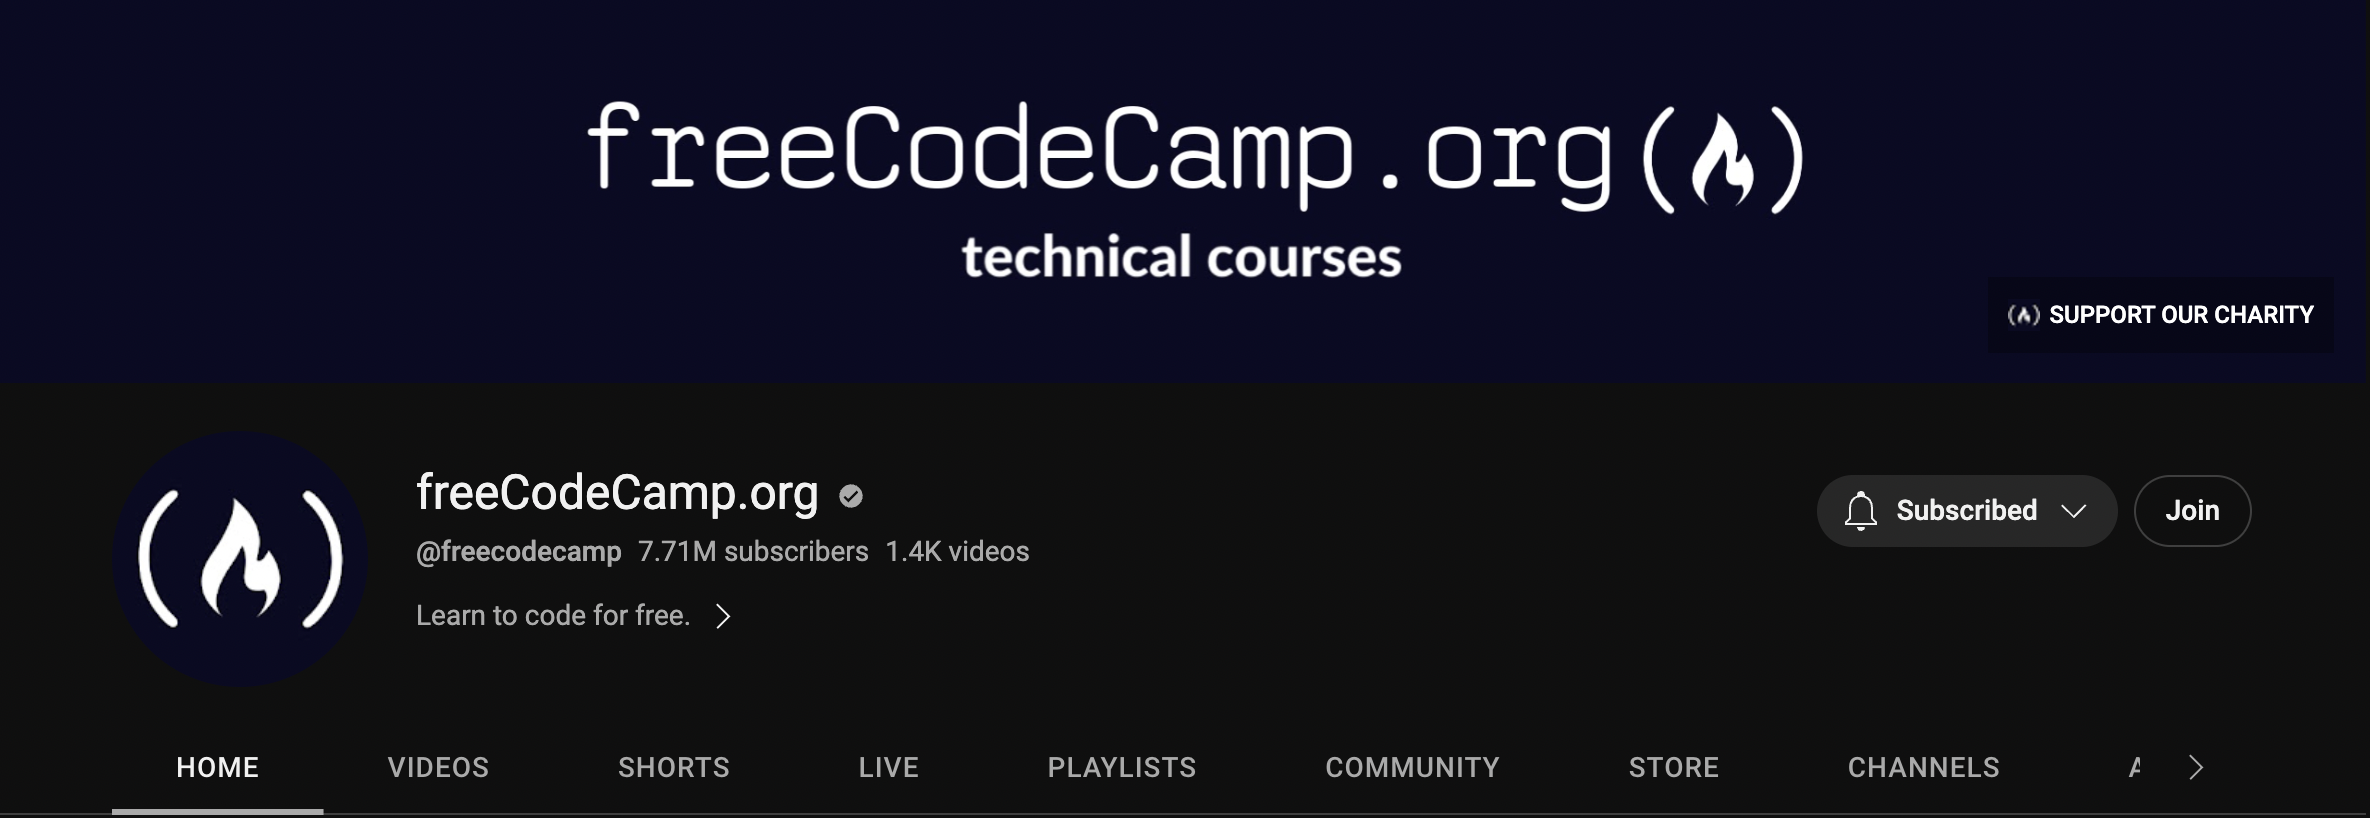 freeCodeCamp.org
technical courses
SUPPORT OUR CHARITY
freeCodeCamp.org
@freecodecamp 7.71M subscribers 1.4K videos
Learn to code for free.
Subscribed
Join
HOME VIDEOS SHORTS LIVE PLAYLISTS COMMUNITY STORE CHANNELS